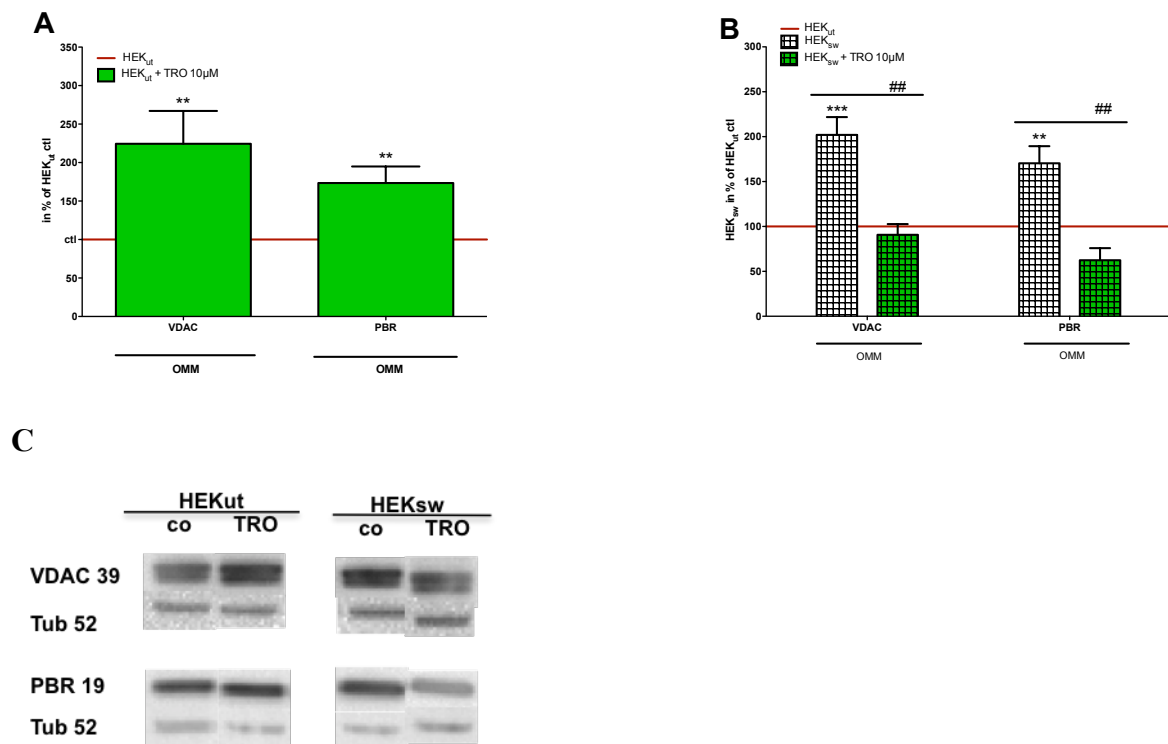 A
in % of HEKut ctl
350
300
250
200
150
ctl
50
0
HEKut
HEKut + TRO 10µM
**
**
VDAC
PBR
OMM
OMM
B
HEKsw in % of HEKut ctl
300
250
200
150
100
50
0
HEKut
HEKsw
HEKsw + TRO 10µM
##
***
##
**
VDAC
PBR
OMM
OMM
C
HEKut
HEKsw
co TRO
co TRO
VDAC 39
Tub 52
PBR 19
Tub 52